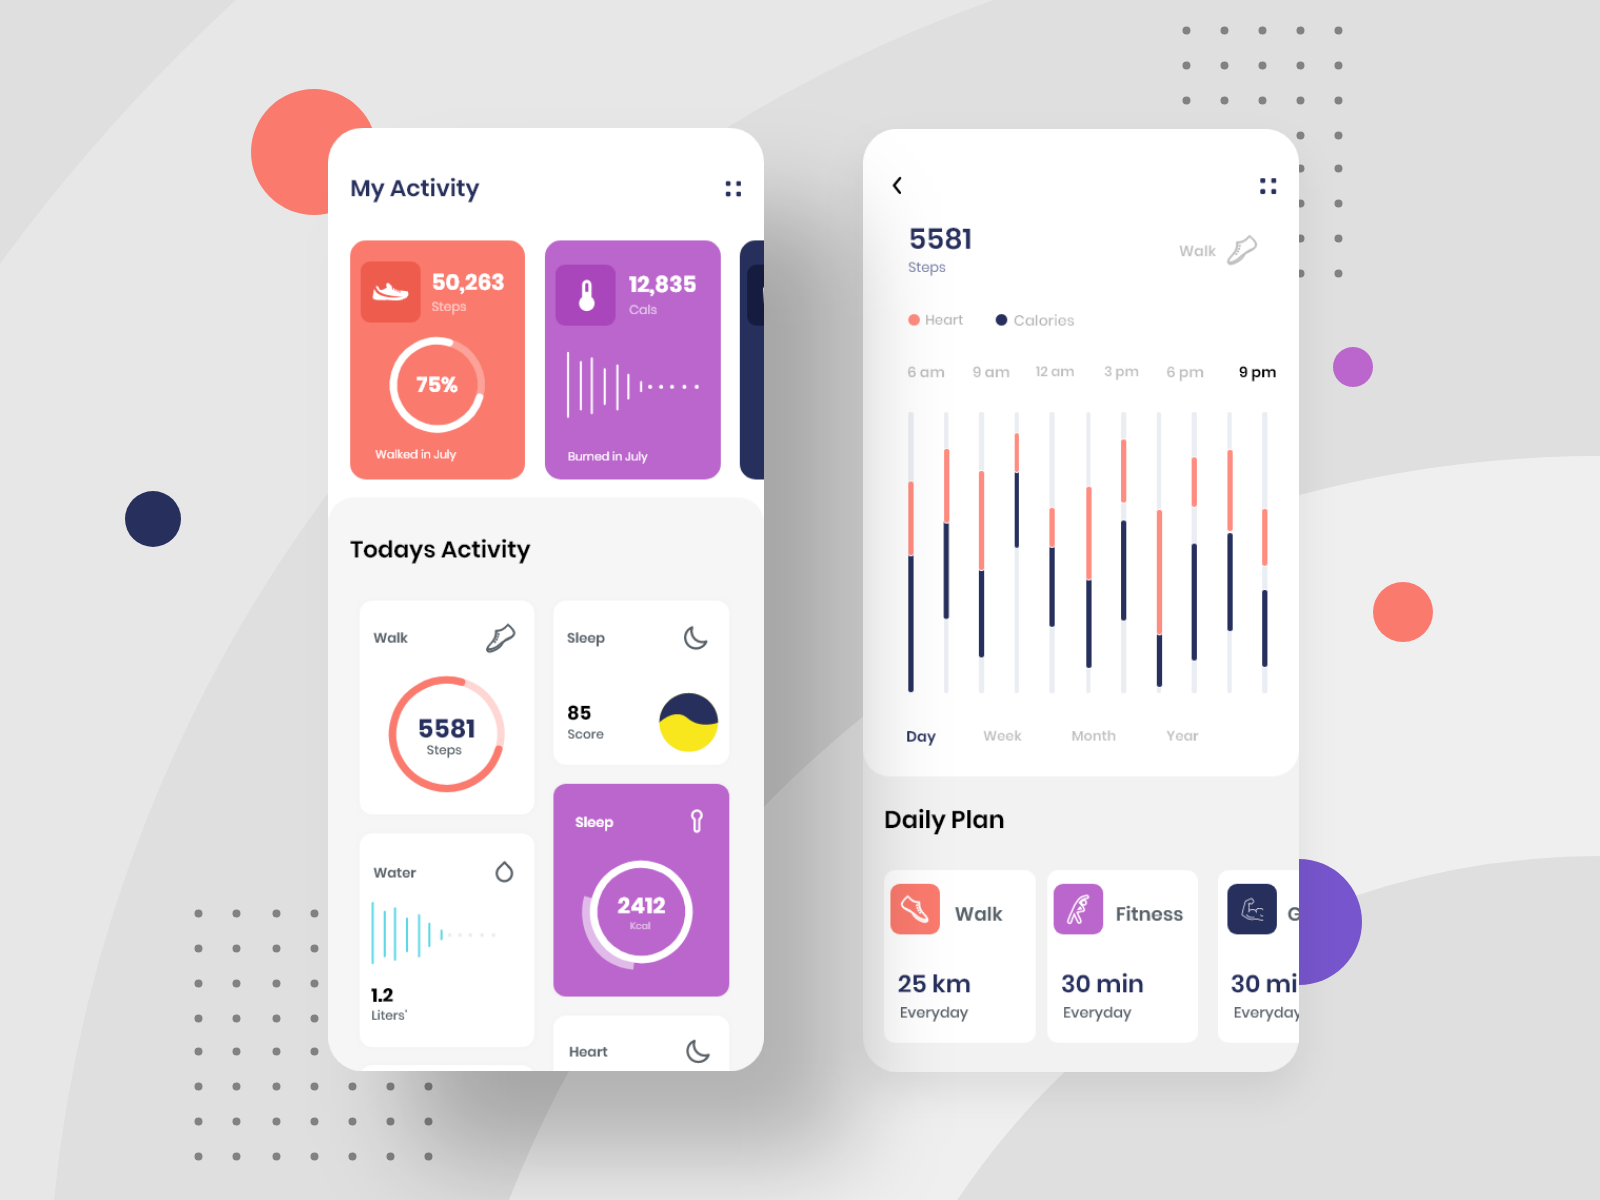 My Activity
50,263
Steps
75%
Walked in July
12,835
Cals
Burned in July
Todays Activity
Walk
5581
Steps
Sleep
85
Score
Water
1.2
Liters'
Sleep
2412
Kcal
Heart
5581
Steps
Walk
Heart
Calories
6 am 9 am 12 am 3 pm 6 pm 9 pm
Day Week Month Year
Daily Plan
Walk
25 km
Everyday
Fitness
30 min
Everyday
G
30 mi
Everyday